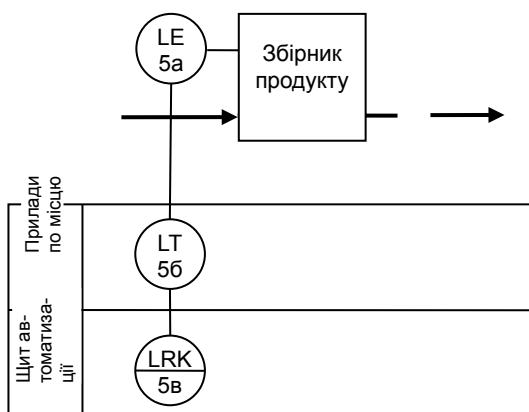 LE
5а
Збірник
продукту
Прилади
по місцю
LT
5б
Щит ав-
томатиза-
ції
LRK
5в